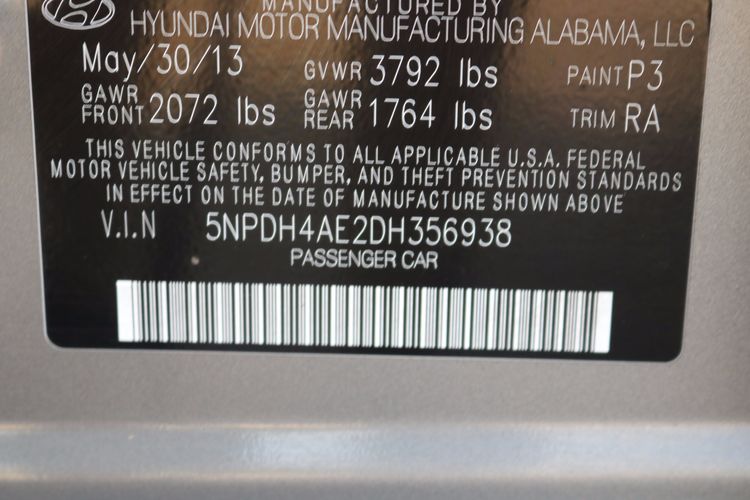 MANUFACTURED BY
HYUNDAI MOTOR MANUFACTURING ALABAMA, LLC
May/30/13 GVWR 3792 lbs PAINT P3
GAWR FRONT 2072 lbs GAWR REAR 1764 lbs TRIM RA
THIS VEHICLE CONFORMS TO ALL APPLICABLE U.S.A. FEDERAL
MOTOR VEHICLE SAFETY, BUMPER, AND THEFT PREVENTION STANDARDS
IN EFFECT ON THE DATE OF MANUFACTURE SHOWN ABOVE
V.I.N 5NPDH4AE2DH356938
PASSENGER CAR